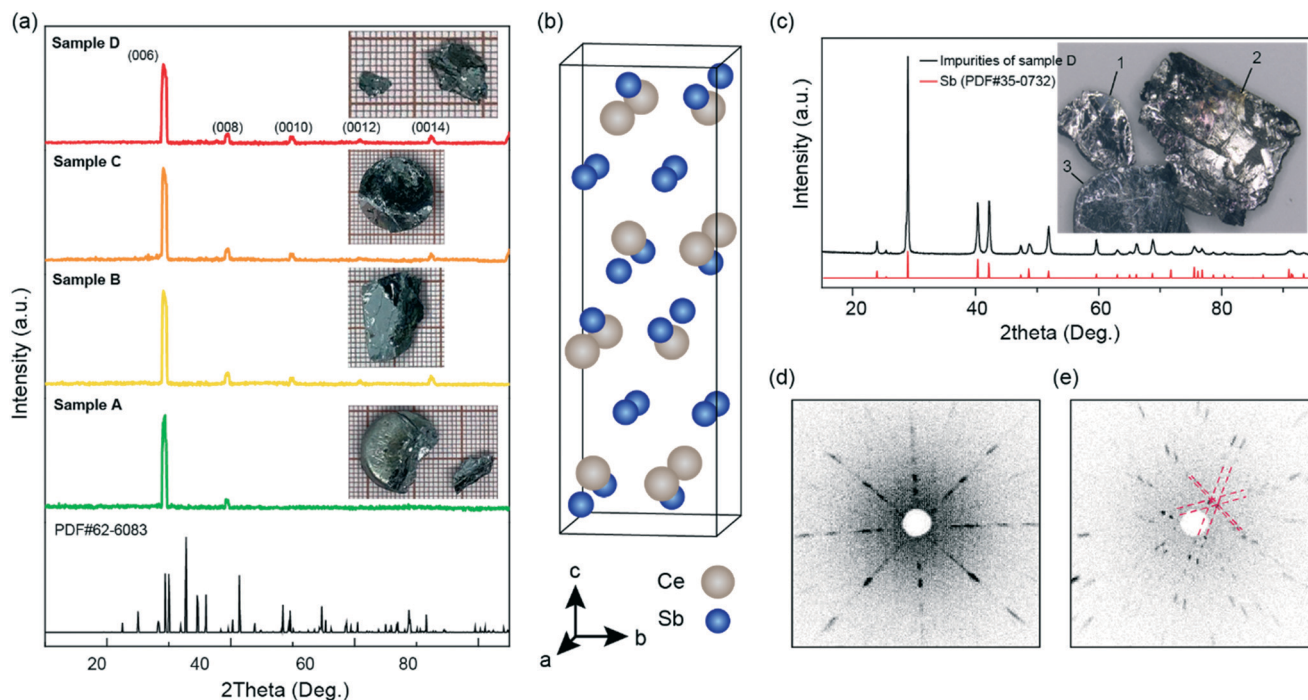 (a)
Sample D
(006)
(008)
(0010)
(0012)
(0014)
Sample C
Sample B
Sample A
PDF#62-6083
Intensity (a.u.)
20
40
60
80
2Theta (Deg.)
(b)
c
b
a
Ce
Sb
(c)
Impurities of sample D
Sb (PDF#35-0732)
1
2
3
Intensity (a.u.)
20
40
60
80
2theta (Deg.)
(d)
(e)